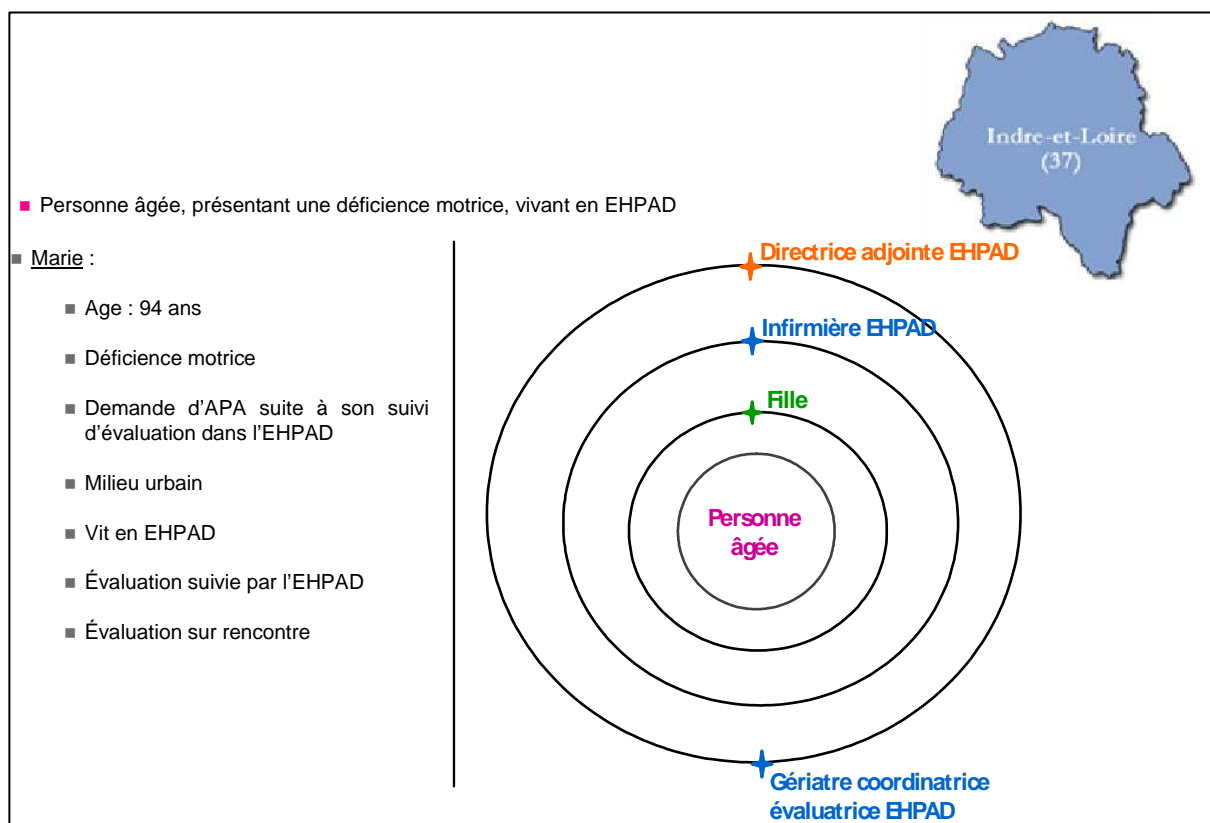 Indre-et-Loire
(37)
■ Personne âgée, présentant une déficience motrice, vivant en EHPAD
■ Marie :
■ Age : 94 ans
■ Déficience motrice
■ Demande d'APA suite à son suivi
d'évaluation dans l'EHPAD
■ Milieu urbain
■ Vit en EHPAD
■ Évaluation suivie par l'EHPAD
■ Évaluation sur rencontre
Directrice adjointe EHPAD
Infirmière EHPAD
Fille
Personne
âgée
Gériatre coordinatrice
évaluatrice EHPAD